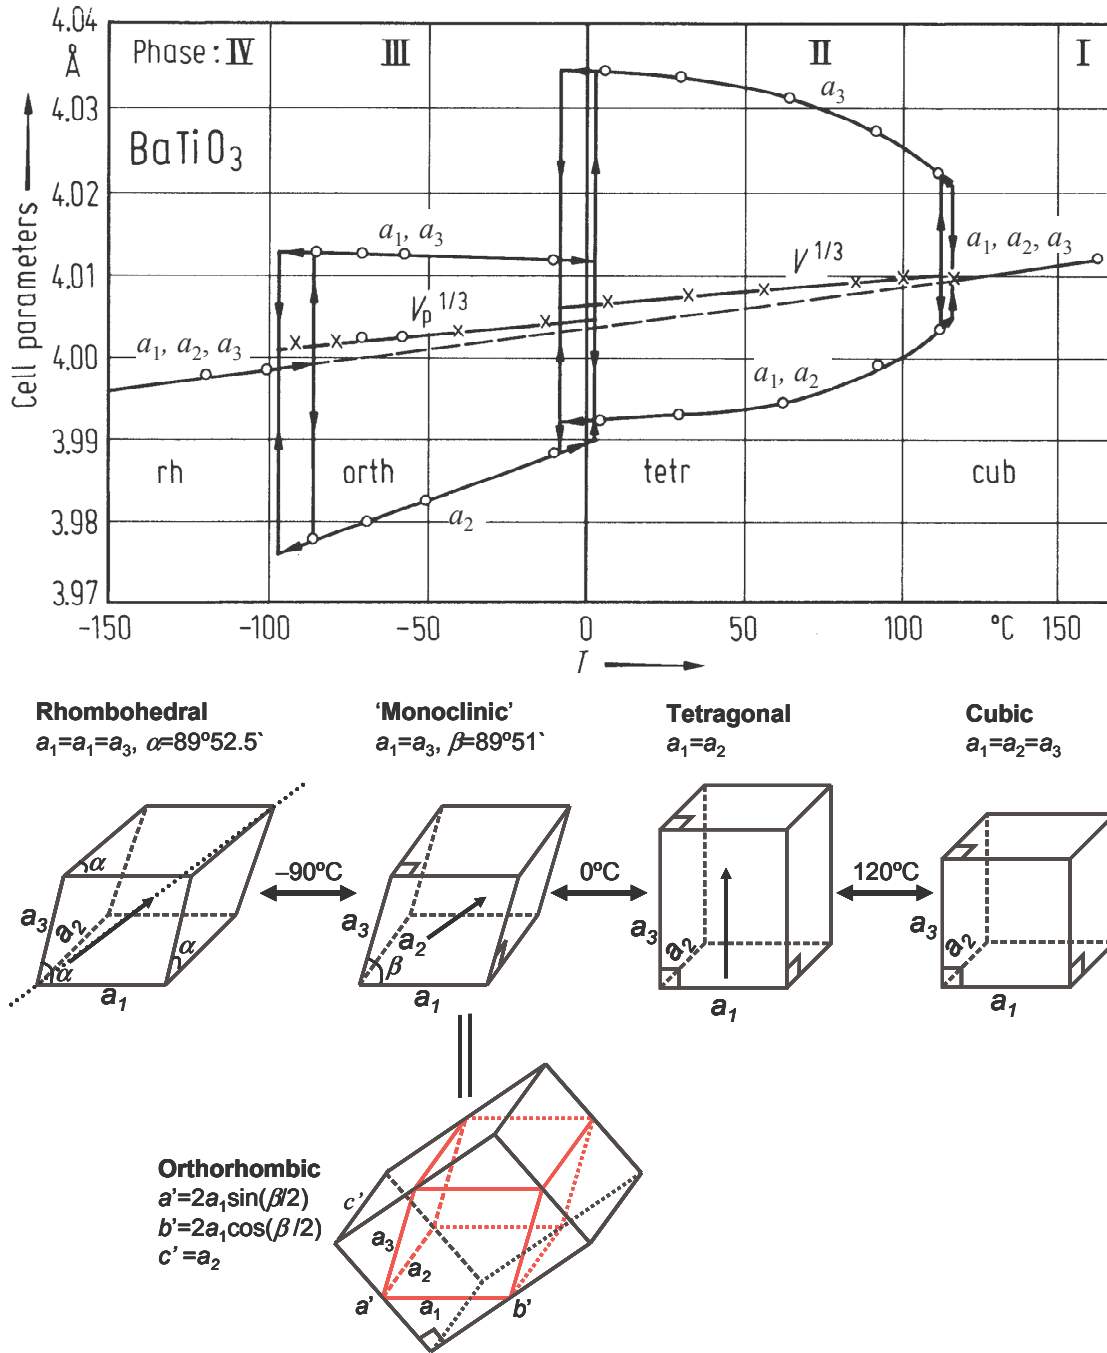 4.04
Å
4.03
4.02
4.01
4.00
3.99
3.98
3.97
Cell parameters
Phase: IV
III
II
I
BaTiO3
a3
a1, a3
a1, a2, a3
V^1/3
Vp^1/3
a1, a2, a3
a1, a2
a2
rh
orth
tetr
cub
−150
−100
−50
0
50
100
°C
150
T
Rhombohedral
a1=a1=a3, α=89º52.5`
'Monoclinic'
a1=a3, β=89º51`
Tetragonal
a1=a2
Cubic
a1=a2=a3
α
a3
a2
α
α
a1
−90ºC
a3
a2
β
a1
0ºC
a3
a2
a1
120ºC
a3
a2
a1
Orthorhombic
a'=2a1sin(β/2)
b'=2a1cos(β/2)
c'=a2
c'
a3
a2
a'
a1
b'